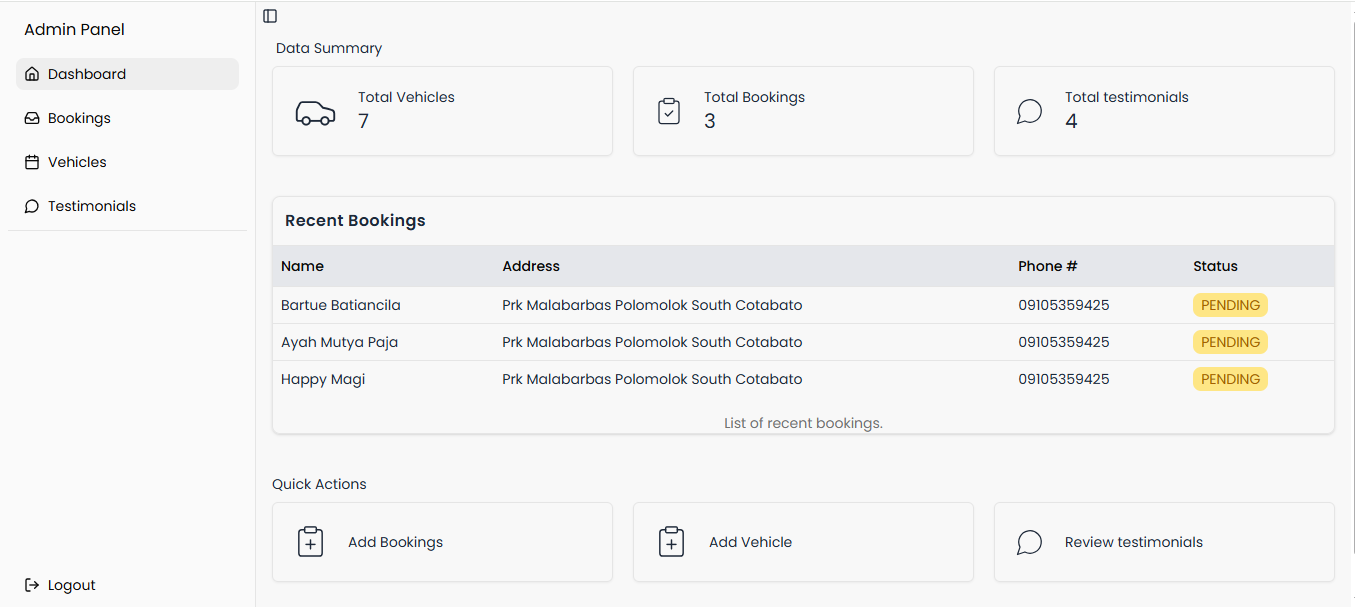 Admin Panel
Dashboard
Bookings
Vehicles
Testimonials
Logout
Data Summary
Total Vehicles
7
Total Bookings
3
Total testimonials
4
Recent Bookings
Name Address Phone # Status
Bartue Batiancila Prk Malabarbas Polomolok South Cotabato 09105359425 PENDING
Ayah Mutya Paja Prk Malabarbas Polomolok South Cotabato 09105359425 PENDING
Happy Magi Prk Malabarbas Polomolok South Cotabato 09105359425 PENDING
List of recent bookings.
Quick Actions
Add Bookings
Add Vehicle
Review testimonials